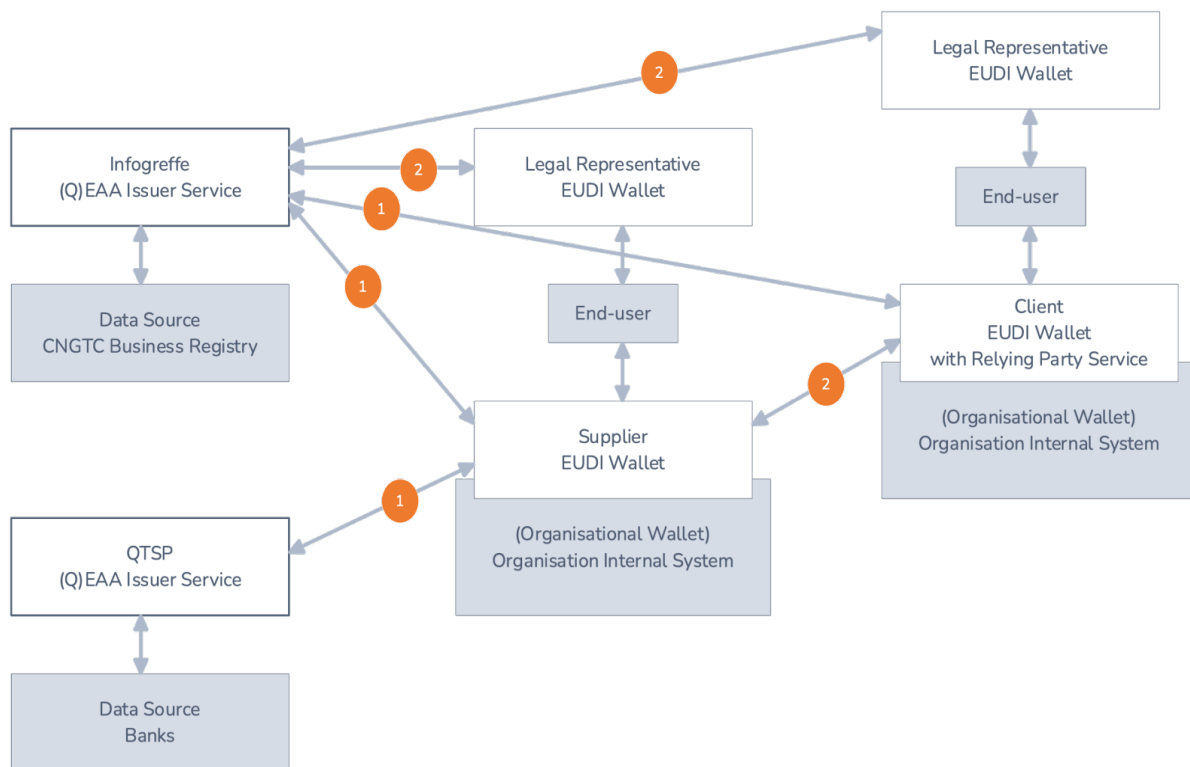 Legal Representative
EUDI Wallet
2
Infogreffe
(Q)EAA Issuer Service
2
Legal Representative
EUDI Wallet
End-user
1
1
Data Source
CNGTC Business Registry
End-user
Client
EUDI Wallet
with Relying Party Service
2
(Organisational Wallet)
Organisation Internal System
Supplier
EUDI Wallet
1
(Organisational Wallet)
Organisation Internal System
QTSP
(Q)EAA Issuer Service
Data Source
Banks